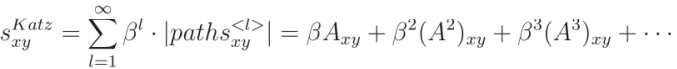 $s_{xy}^{Katz} = \sum_{l=1}^{\infty} \beta^{l} \cdot |paths_{xy}^{<l>}| = \beta A_{xy} + \beta^{2}(A^{2})_{xy} + \beta^{3}(A^{3})_{xy} + \cdots$